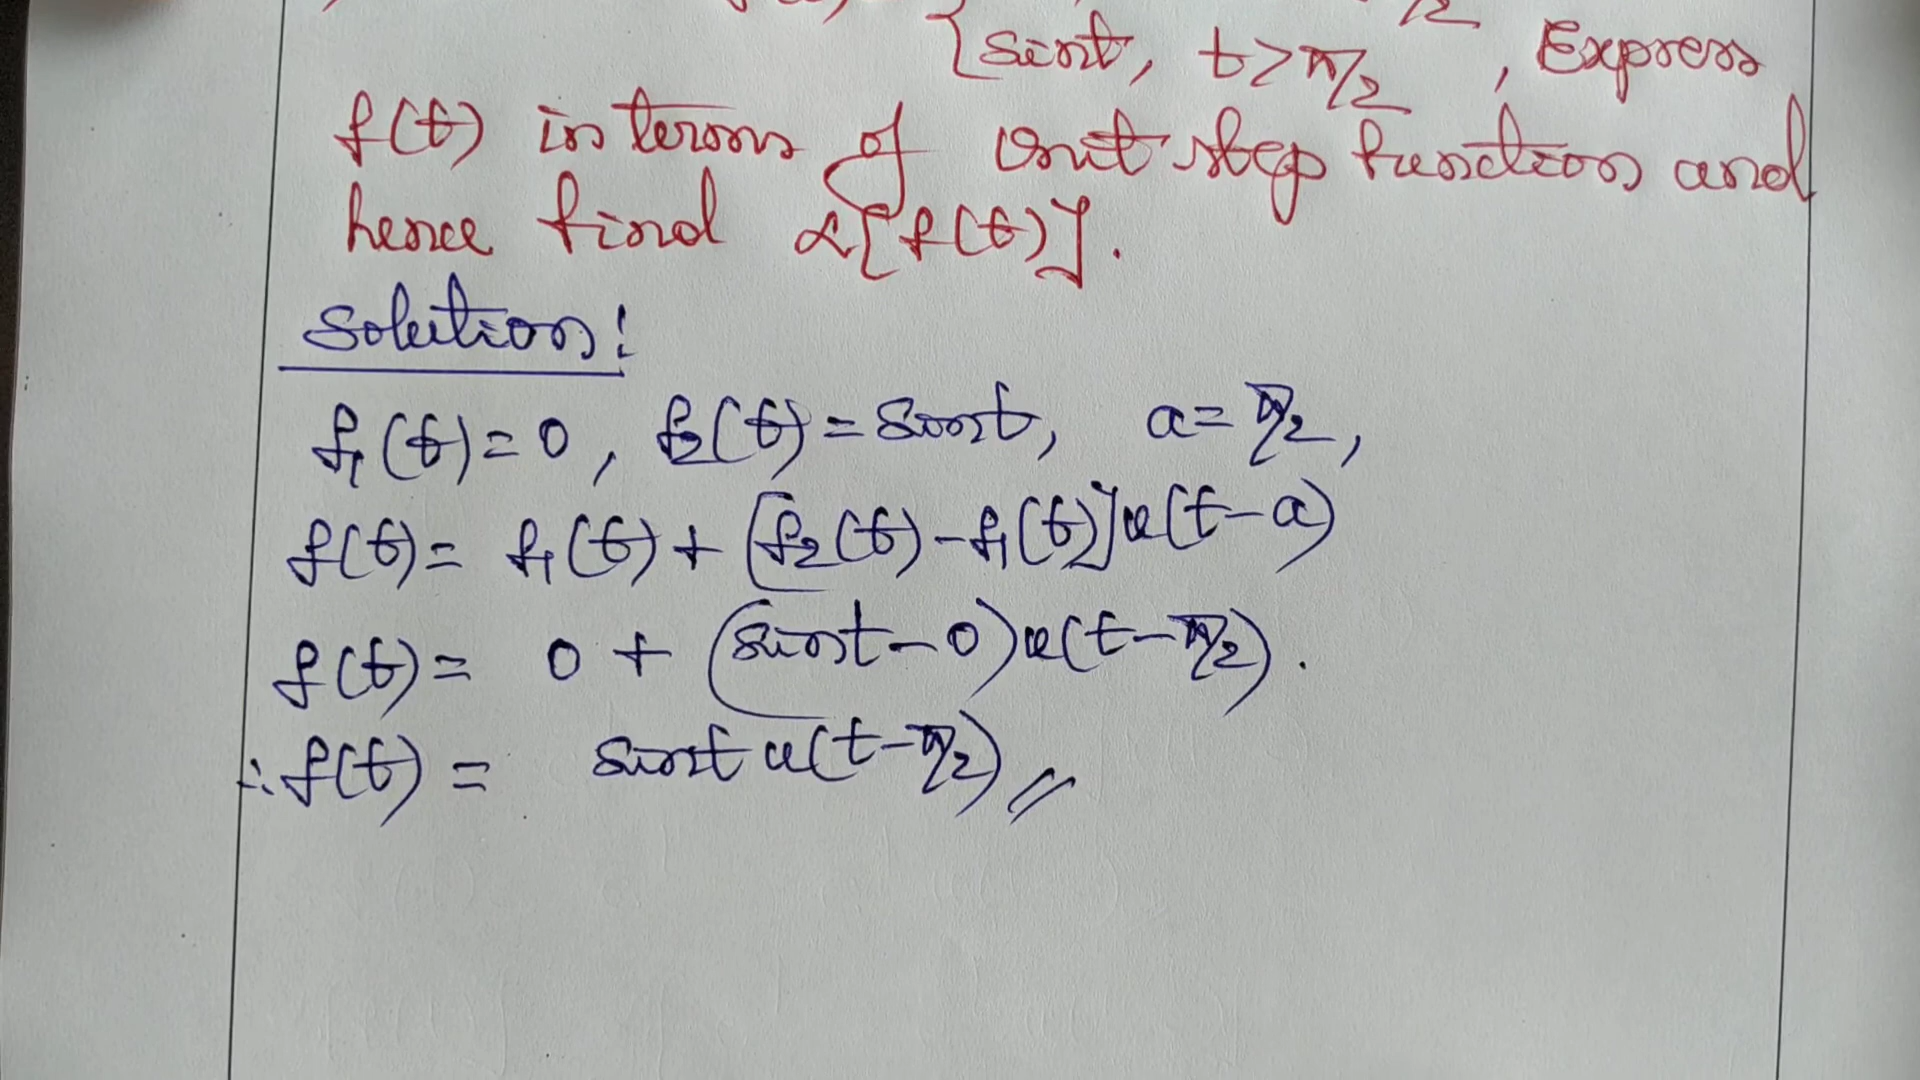 {sint, t>π/2, Express
f(t) in terms of unit step function and
hence find L[f(t)].
Solution:
f₁(t)=0, f₂(t)=sint, a=π/2,
f(t)= f₁(t)+[f₂(t)-f₁(t)]u(t-a)
f(t)= 0+(sint-0)u(t-π/2).
∴f(t)= sint u(t-π/2)//